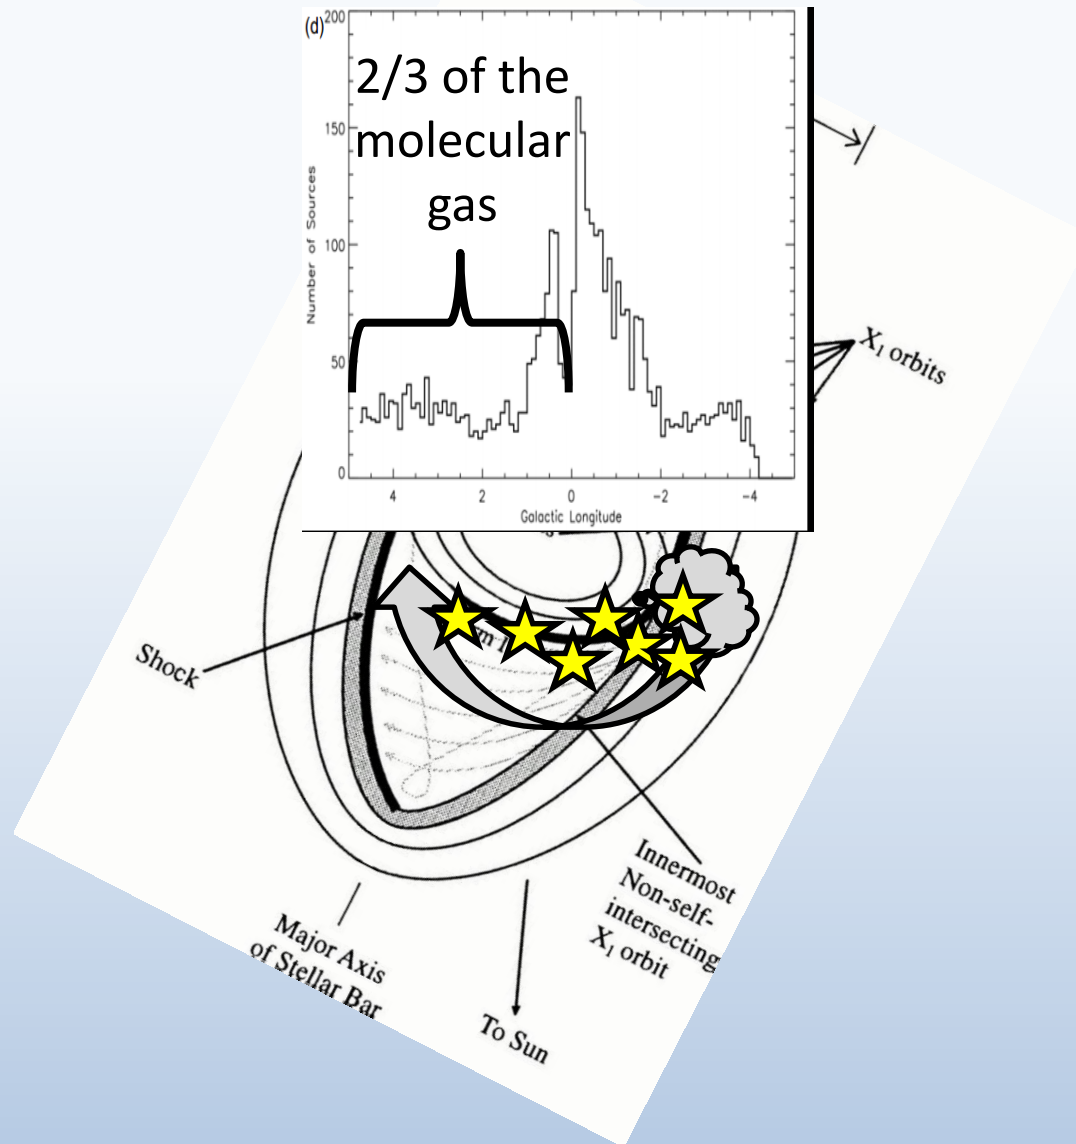 (d)
200
2/3 of the
molecular
gas
150
100
50
0
Number of Sources
4 2 0 −2 −4
Galactic Longitude
X1 orbits
Shock
Innermost
Non-self-
intersecting
X1 orbit
Major Axis
of Stellar Bar
To Sun